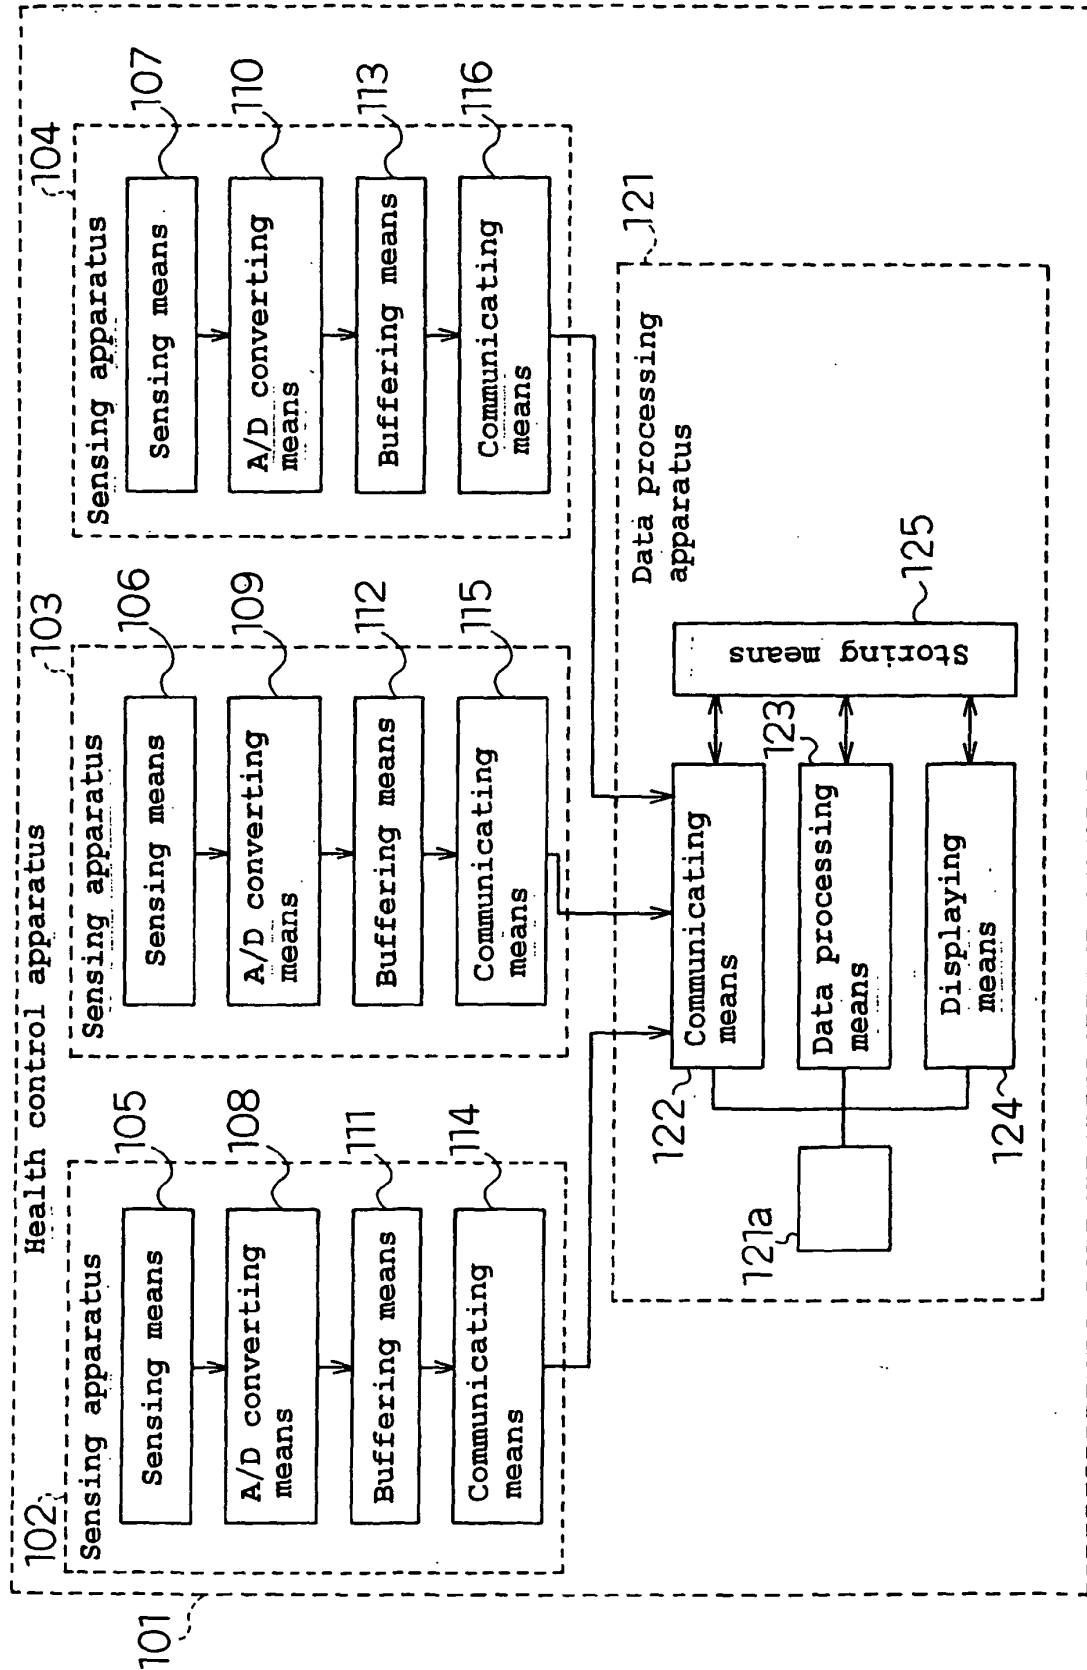 101
Health control apparatus
102
Sensing apparatus
Sensing means
105
A/D converting
means
108
Buffering means
111
Communicating
means
114
103
Sensing apparatus
Sensing means
106
A/D converting
means
109
Buffering means
112
Communicating
means
115
104
Sensing apparatus
Sensing means
107
A/D converting
means
110
Buffering means
113
Communicating
means
116
121
Data processing
apparatus
121a
122
Communicating
means
123
Data processing
means
124
Displaying
means
125
Storing means